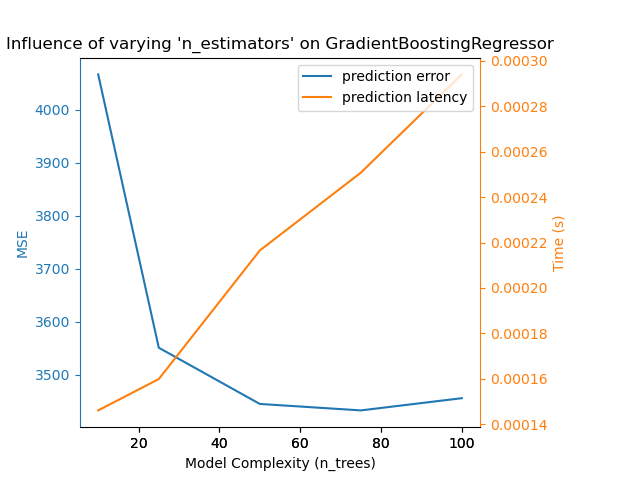 Influence of varying 'n_estimators' on GradientBoostingRegressor
prediction error
prediction latency
MSE
4000
3900
3800
3700
3600
3500
0.00030
0.00028
0.00026
0.00024
0.00022
0.00020
0.00018
0.00016
0.00014
Time (s)
20 40 60 80 100
Model Complexity (n_trees)